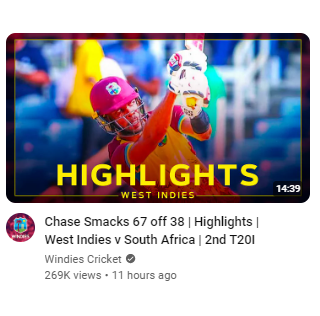 HIGHLIGHTS
WEST INDIES
14:39
Chase Smacks 67 off 38 | Highlights |
West Indies v South Africa | 2nd T20I
WINDIES
Windies Cricket
269K views • 11 hours ago